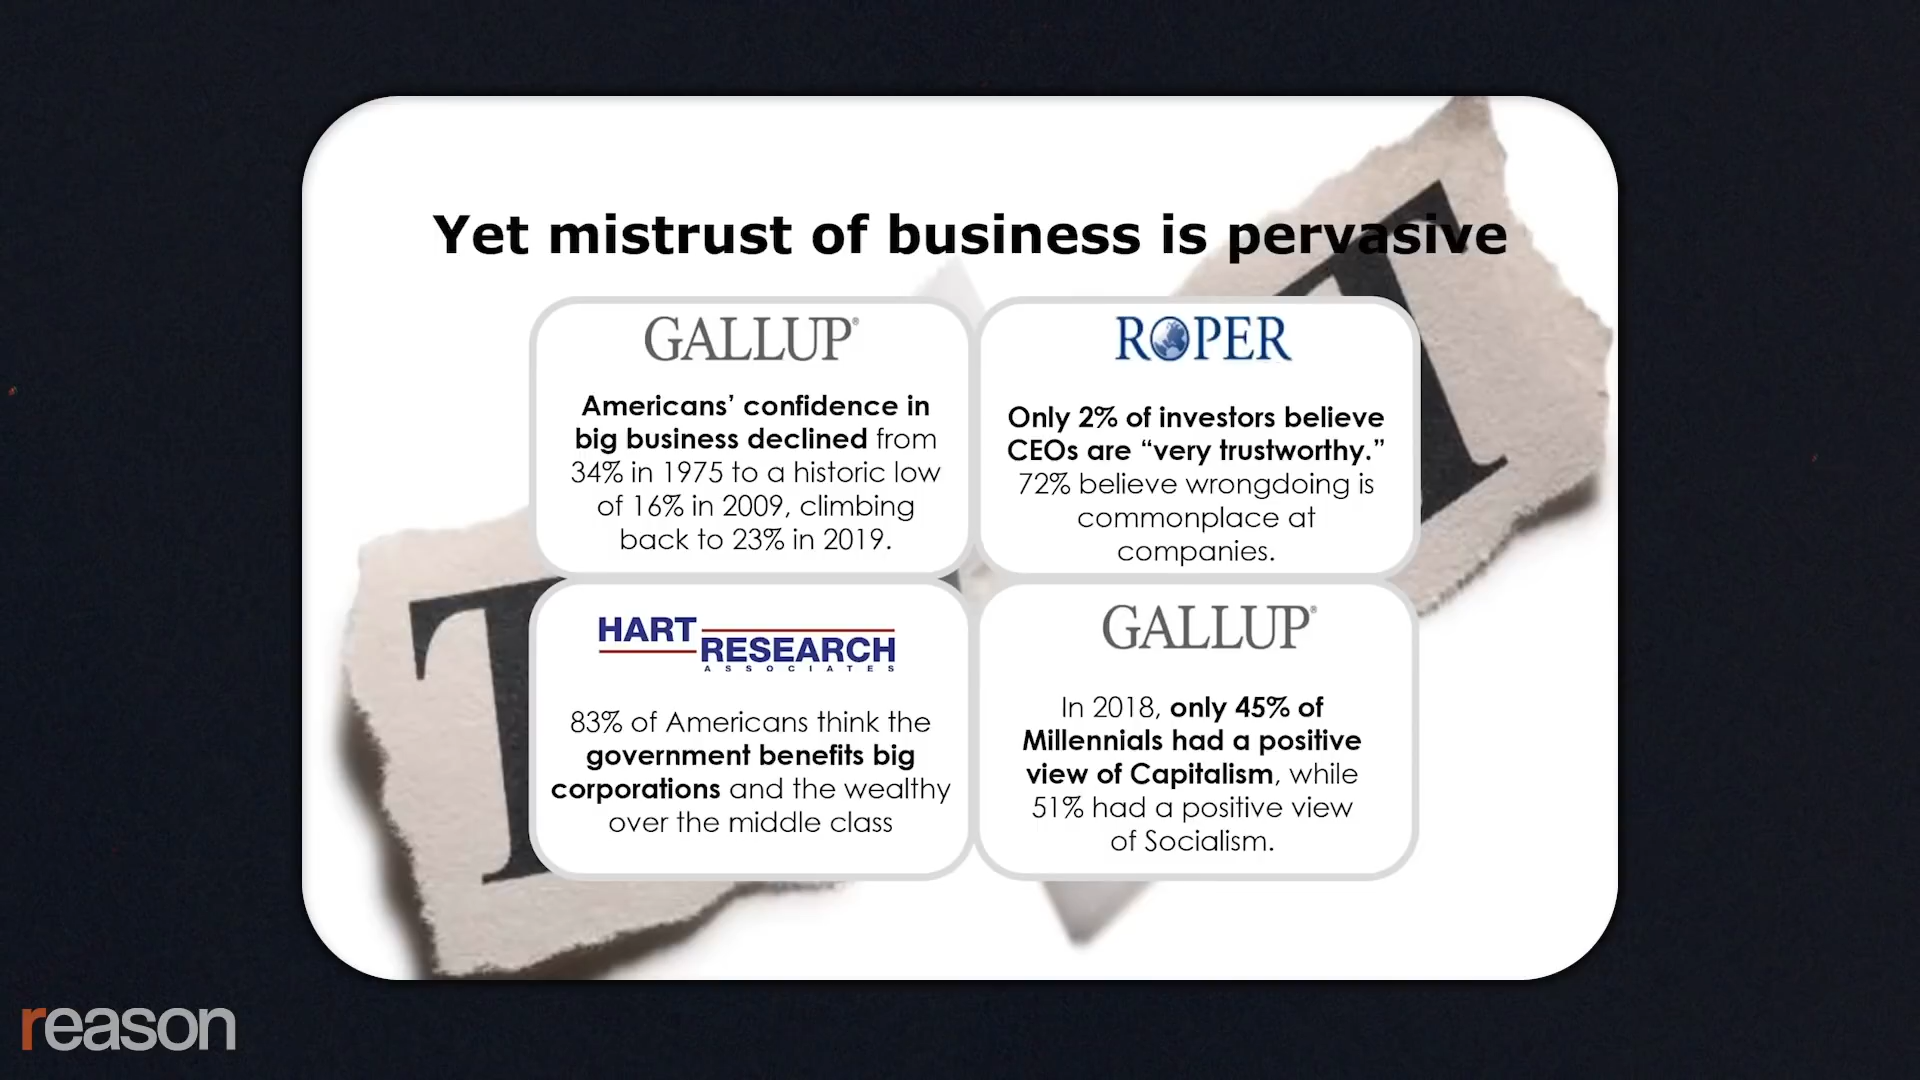 Yet mistrust of business is pervasive
GALLUP®
Americans’ confidence in
big business declined from
34% in 1975 to a historic low
of 16% in 2009, climbing
back to 23% in 2019.
ROPER
Only 2% of investors believe
CEOs are “very trustworthy.”
72% believe wrongdoing is
commonplace at
companies.
HART
RESEARCH
ASSOCIATES
83% of Americans think the
government benefits big
corporations and the wealthy
over the middle class
GALLUP®
In 2018, only 45% of
Millennials had a positive
view of Capitalism, while
51% had a positive view
of Socialism.
T
reason